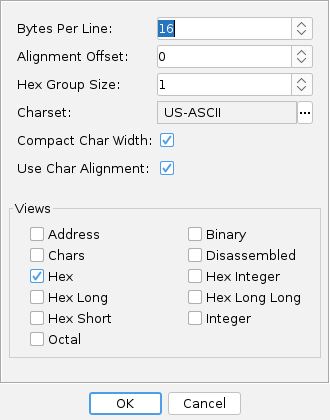 Bytes Per Line: 16
Alignment Offset: 0
Hex Group Size: 1
Charset: US-ASCII ...
Compact Char Width:
Use Char Alignment:
Views
Address Binary
Chars Disassembled
Hex Hex Integer
Hex Long Hex Long Long
Hex Short Integer
Octal
OK Cancel